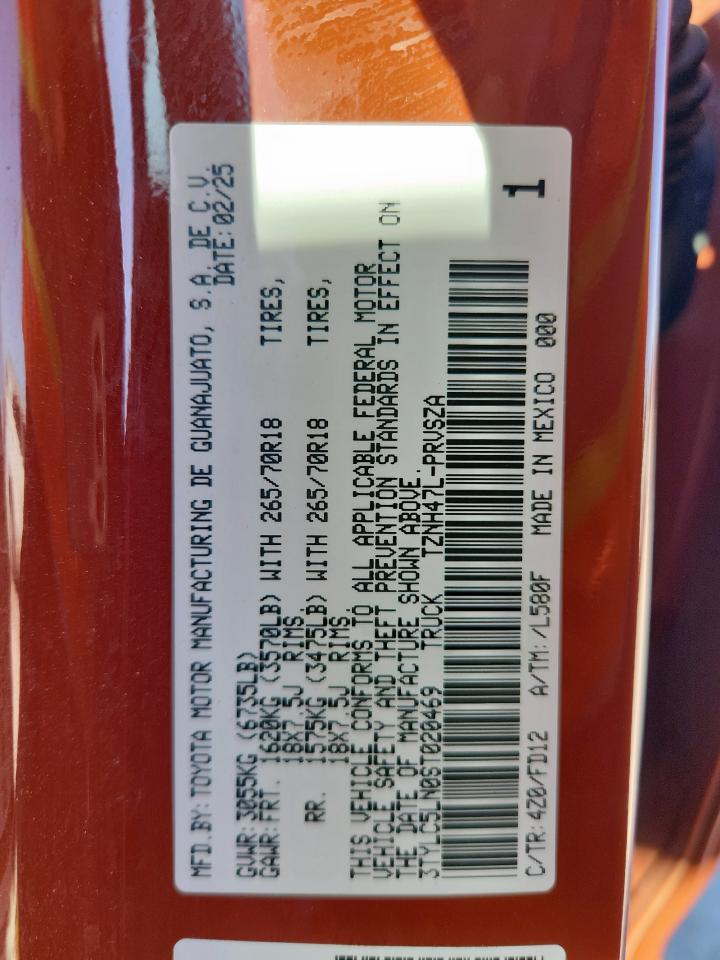 MFD.BY: TOYOTA MOTOR MANUFACTURING DE GUANAJUATO, S.A. DE C.V.
DATE: 02/25
GVWR: 3055KG (6735LB)
GAWR: FRT. 1620KG (3570LB) WITH 265/70R18 TIRES,
18X7.5J RIMS.
RR. 1575KG (3475LB) WITH 265/70R18 TIRES,
18X7.5J RIMS.
THIS VEHICLE CONFORMS TO ALL APPLICABLE FEDERAL MOTOR
VEHICLE SAFETY AND THEFT PREVENTION STANDARDS IN EFFECT ON
THE DATE OF MANUFACTURE SHOWN ABOVE.
3TYLC5LN0ST020469 TRUCK TZNH47L-PRVSZA
1
C/TR: 4Z0/FD12 A/TM: /L580F MADE IN MEXICO 000